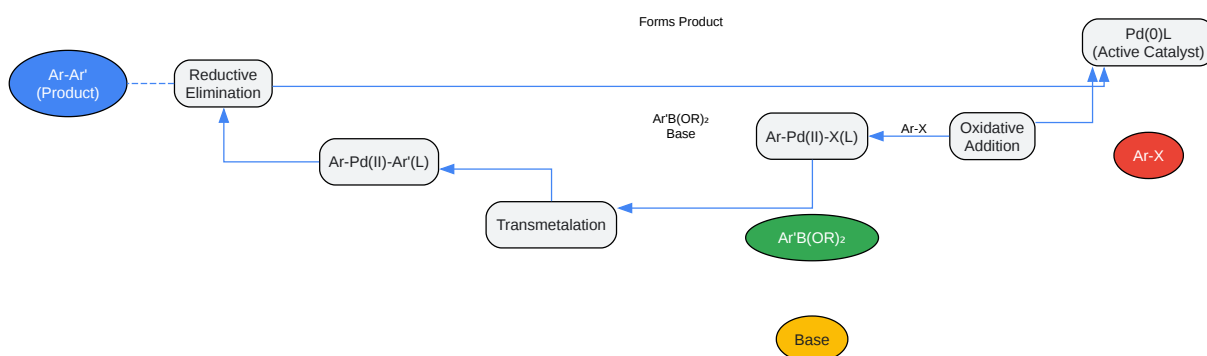 Forms Product
Pd(0)L
(Active Catalyst)
Ar-Ar'
(Product)
Reductive
Elimination
Ar'B(OR)₂
Base
Ar-Pd(II)-X(L)
Ar-X
Oxidative
Addition
Ar-X
Ar-Pd(II)-Ar'(L)
Transmetalation
Ar'B(OR)₂
Base